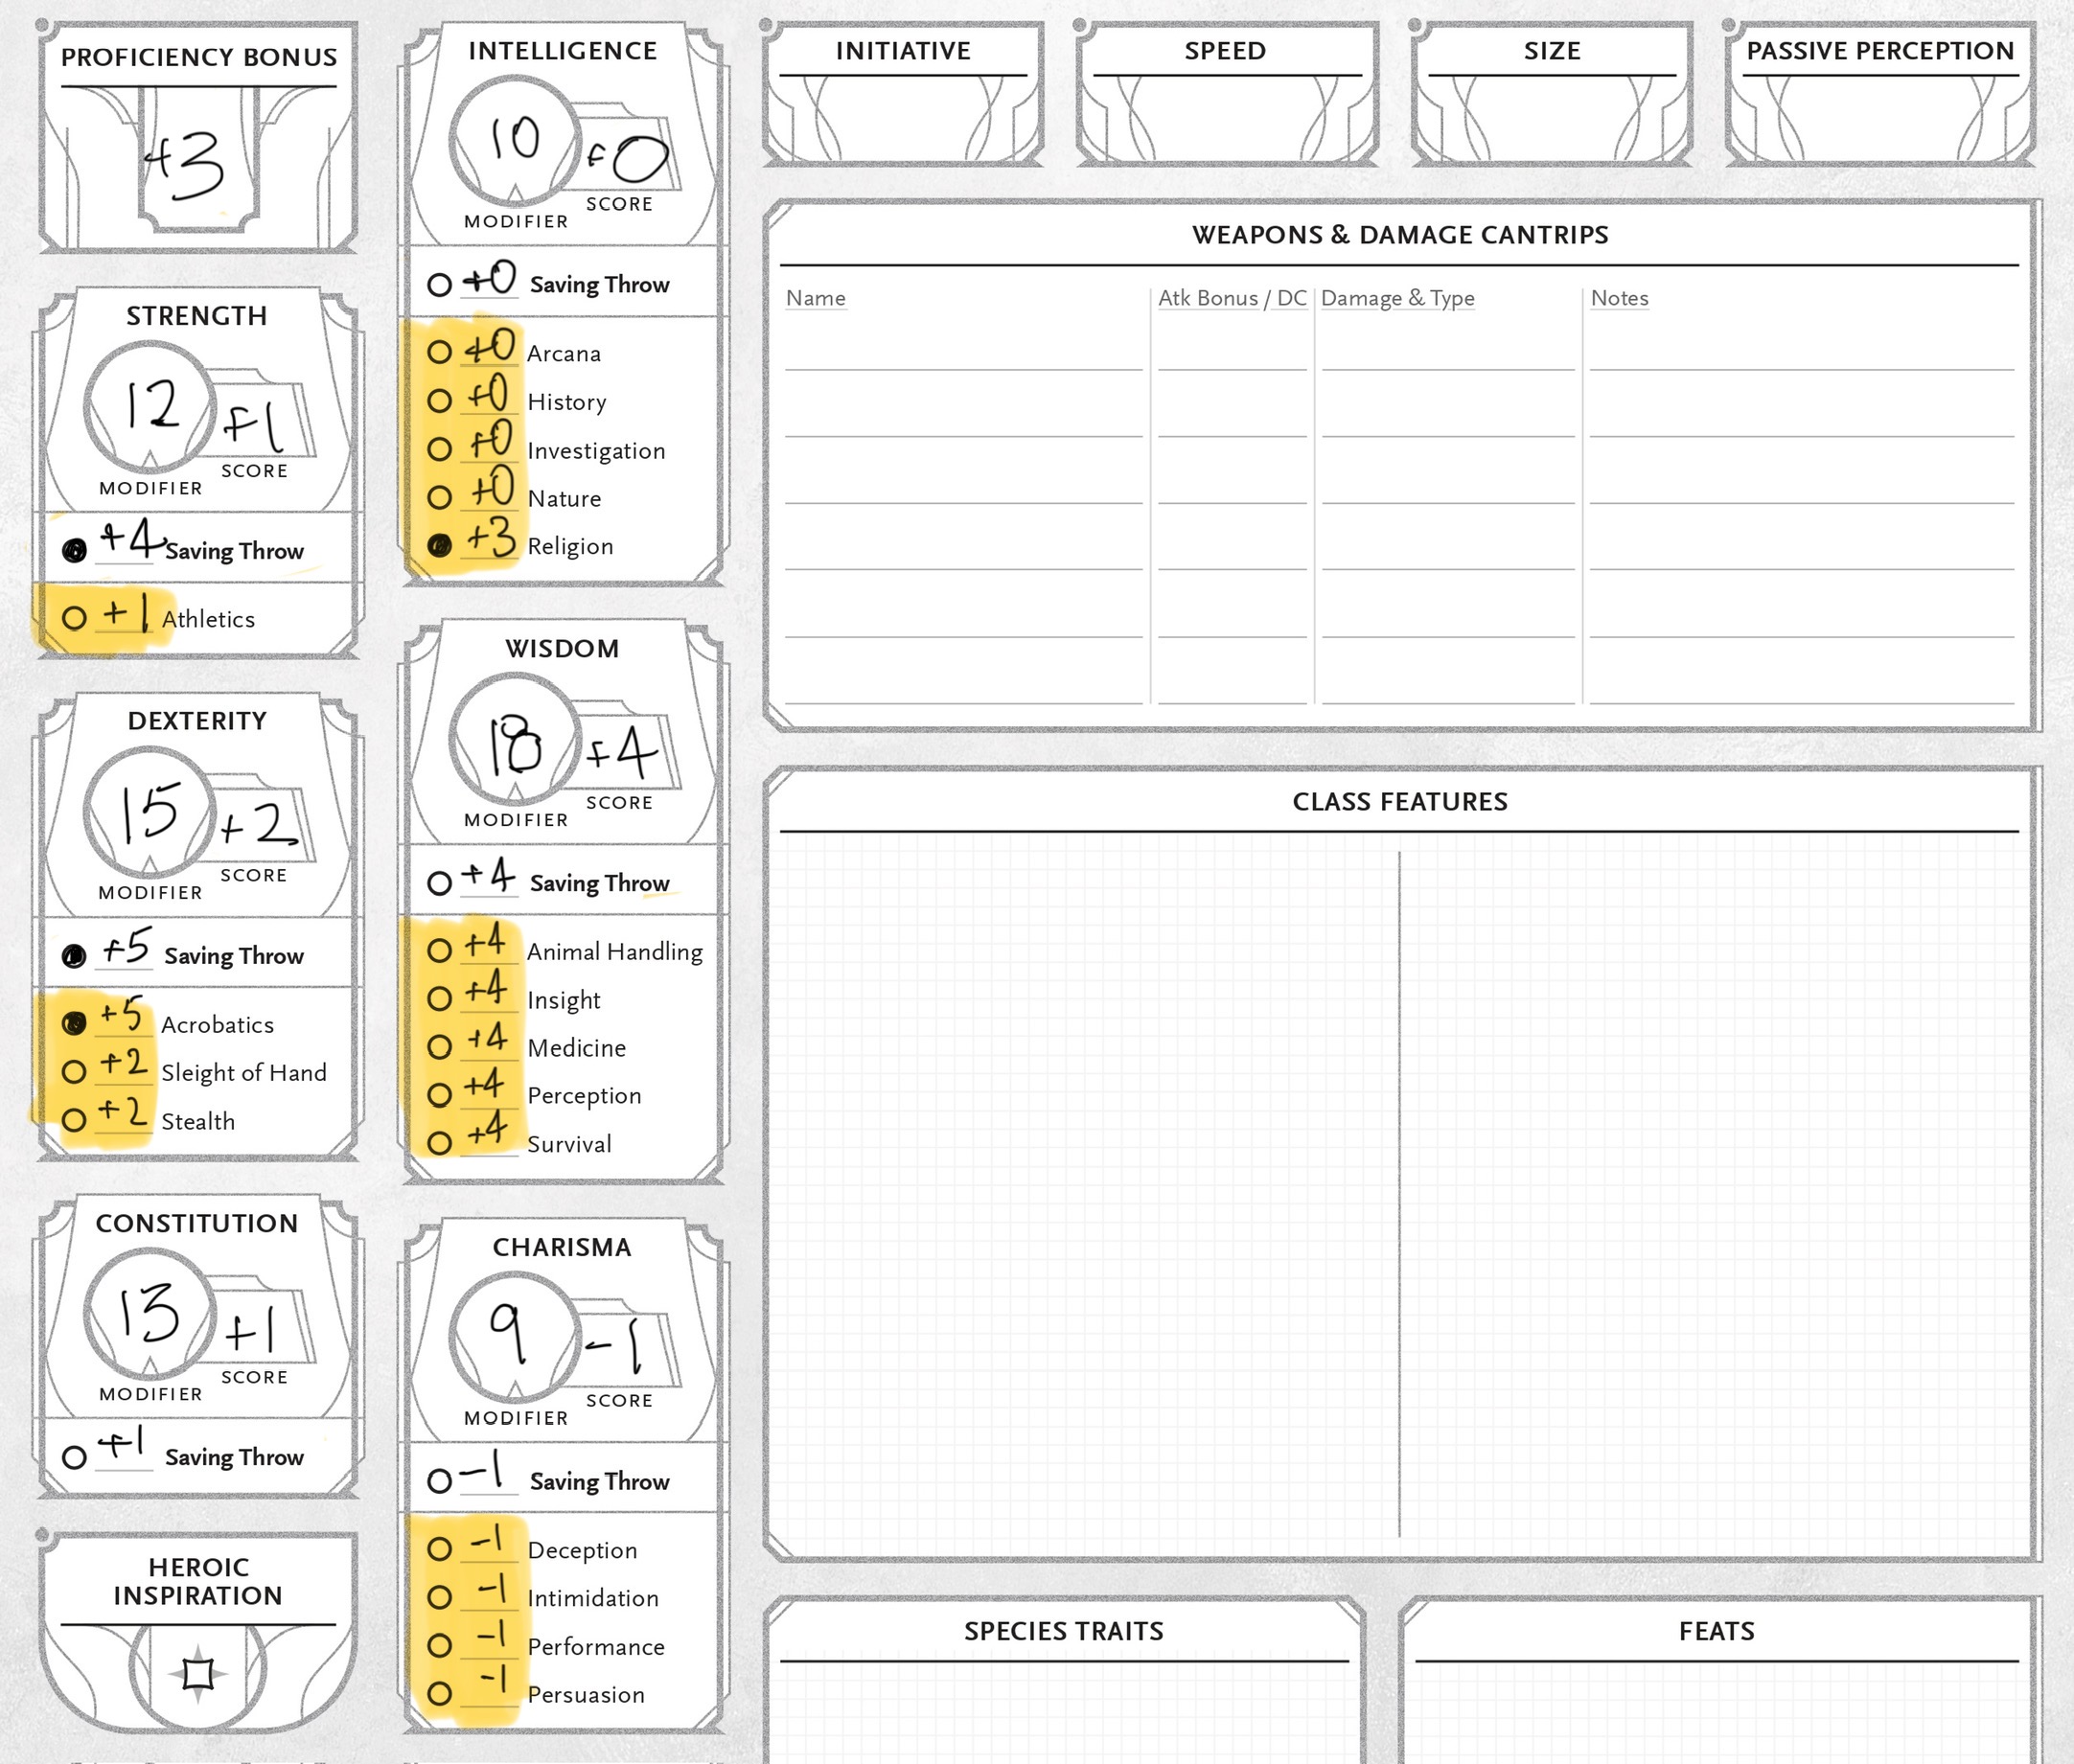 PROFICIENCY BONUS
+3
STRENGTH
12
+1
SCORE
MODIFIER
+4 Saving Throw
+1 Athletics
DEXTERITY
15
+2
SCORE
MODIFIER
+5 Saving Throw
+5 Acrobatics
+2 Sleight of Hand
+2 Stealth
CONSTITUTION
13
+1
SCORE
MODIFIER
+1 Saving Throw
HEROIC
INSPIRATION
INTELLIGENCE
10
+0
SCORE
MODIFIER
+0 Saving Throw
+0 Arcana
+0 History
+0 Investigation
+0 Nature
+3 Religion
WISDOM
18
+4
SCORE
MODIFIER
+4 Saving Throw
+4 Animal Handling
+4 Insight
+4 Medicine
+4 Perception
+4 Survival
CHARISMA
9
-1
SCORE
MODIFIER
-1 Saving Throw
-1 Deception
-1 Intimidation
-1 Performance
-1 Persuasion
INITIATIVE
SPEED
SIZE
PASSIVE PERCEPTION
WEAPONS & DAMAGE CANTRIPS
Name Atk Bonus / DC Damage & Type Notes
CLASS FEATURES
SPECIES TRAITS
FEATS